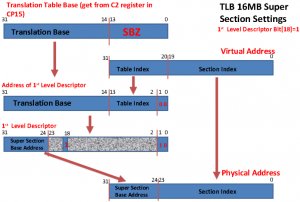 Translation Table Base (get from C2 register in
CP15)
TLB 16MB Super
Section Settings
1st Level Descriptor Bit[18]=1
31 14 13 0
Translation Base SBZ
Virtual Address
31 20 19 0
Table Index Section Index
Address of 1st Level Descriptor
31 14 13 2 1 0
Translation Base Table Index
1st Level Descriptor
31 24 23 18 2 1 0
Super Section
Base Address
Physical Address
31 24 23 0
Super Section
Base Address
Section Index